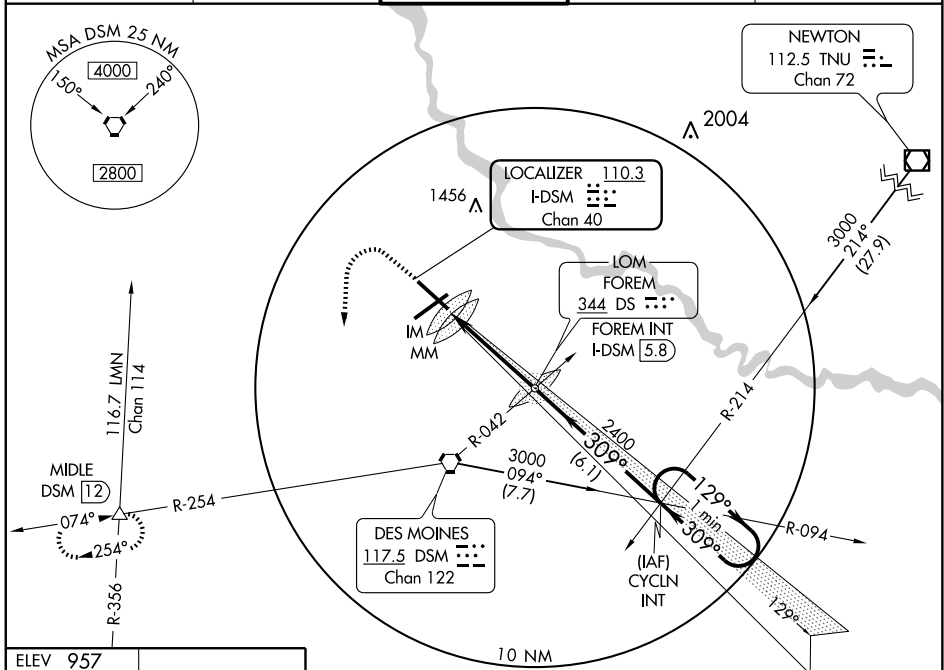 MSA DSM 25 NM
4000
150°
240°
2800
NEWTON
112.5 TNU
Chan 72
2004
LOCALIZER 110.3
I-DSM
Chan 40
1456
3000
214°
(27.9)
LOM
FOREM
344 DS
FOREM INT
I-DSM 5.8
IM
MM
116.7 LMN
Chan 114
R-214
R-042
2400
309°
(6.1)
MIDLE
DSM 12
074°
254°
R-254
3000
094°
(7.7)
129°
1 min
309°
R-094
DES MOINES
117.5 DSM
Chan 122
(IAF)
CYCLN
INT
R-356
129°
10 NM
ELEV 957